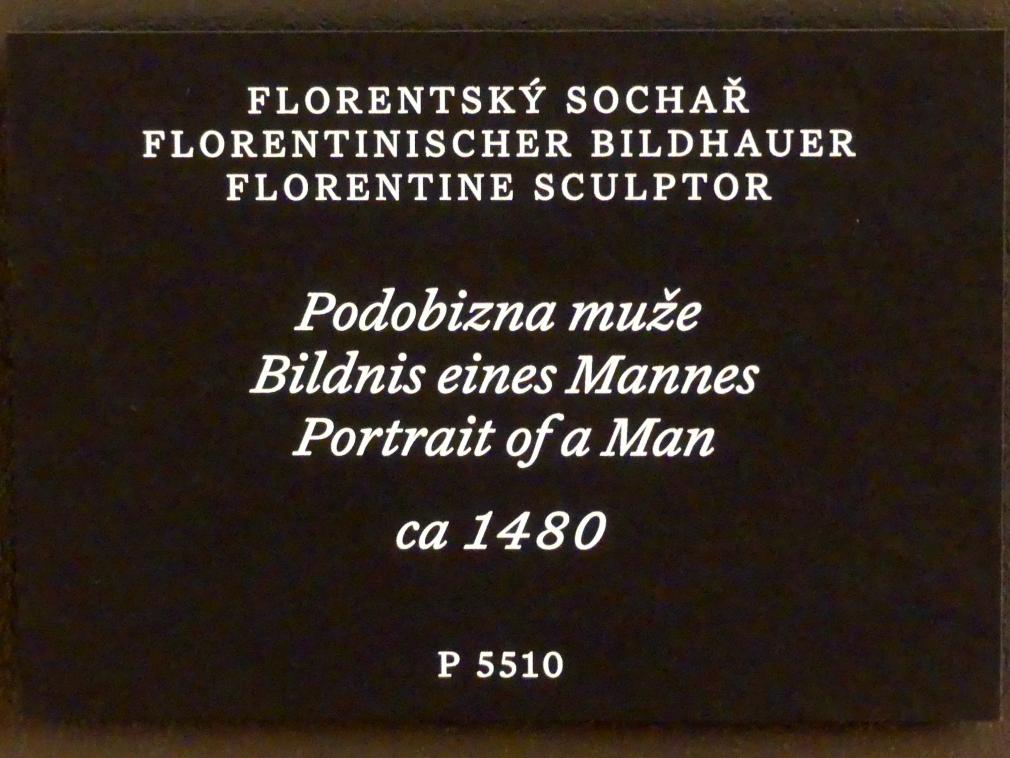 FLORENTSKÝ SOCHAŘ
FLORENTINISCHER BILDHAUER
FLORENTINE SCULPTOR
Podobizna muže
Bildnis eines Mannes
Portrait of a Man
ca 1480
P 5510